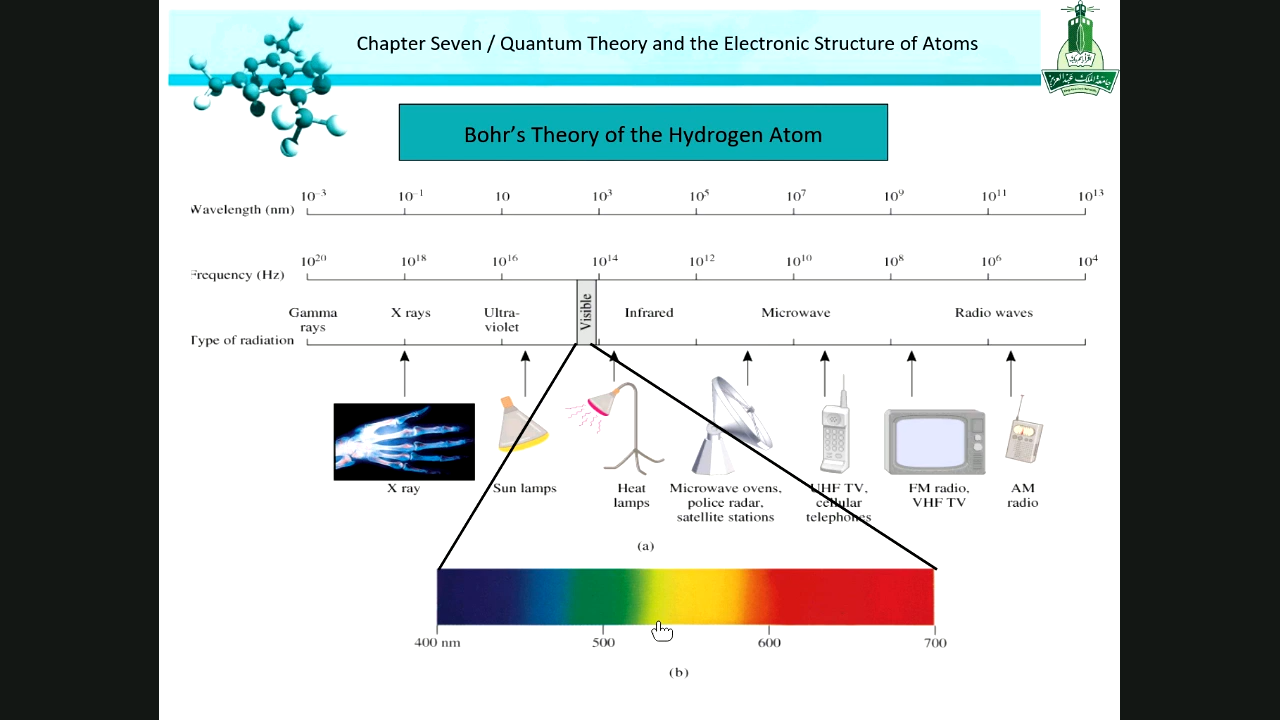 Chapter Seven / Quantum Theory and the Electronic Structure of Atoms
جامعة الملك عبدالعزيز
Bohr's Theory of the Hydrogen Atom
10⁻³ 10⁻¹ 10 10³ 10⁵ 10⁷ 10⁹ 10¹¹ 10¹³
Wavelength (nm)
10²⁰ 10¹⁸ 10¹⁶ 10¹⁴ 10¹² 10¹⁰ 10⁸ 10⁶ 10⁴
Frequency (Hz)
Gamma
rays
X rays
Ultra-
violet
Visible
Infrared
Microwave
Radio waves
Type of radiation
X ray
Sun lamps
Heat
lamps
Microwave ovens,
police radar,
satellite stations
UHF TV,
cellular
telephones
FM radio,
VHF TV
AM
radio
(a)
400 nm 500 600 700
(b)